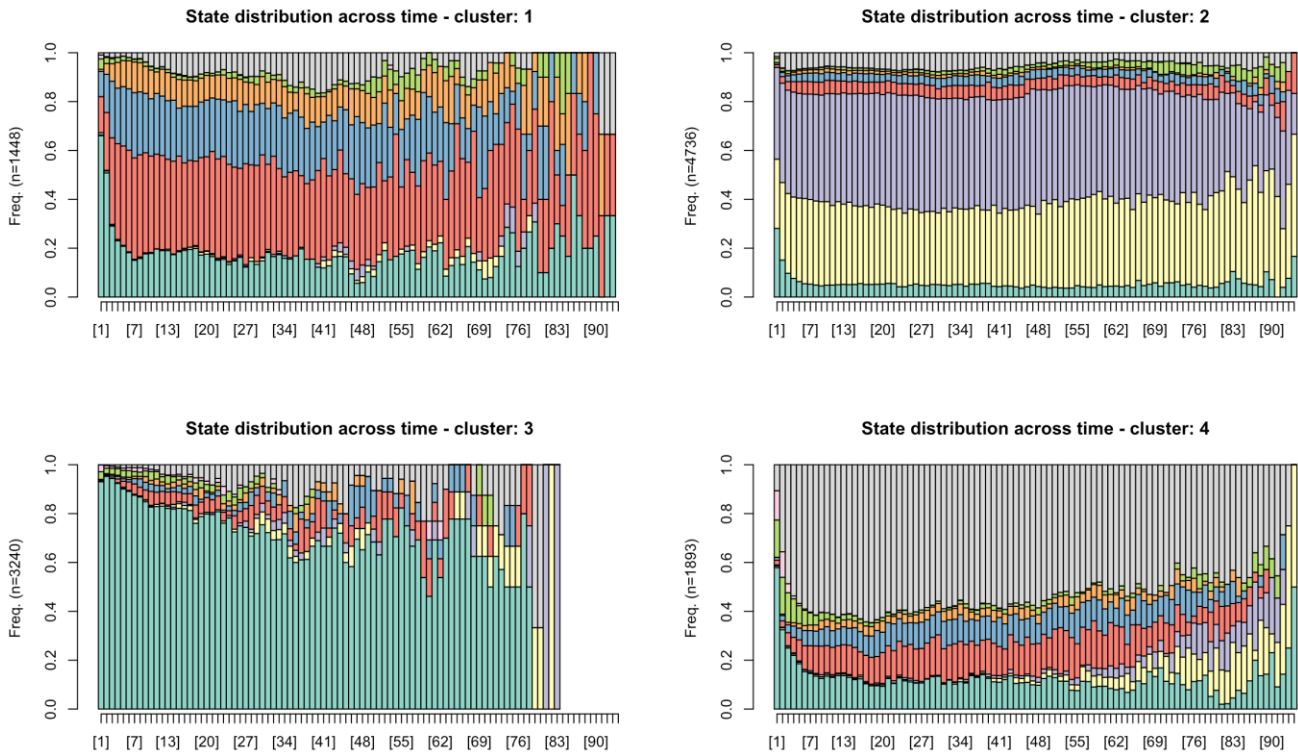 State distribution across time - cluster: 1
Freq. (n=1448)
0.0 0.2 0.4 0.6 0.8 1.0
[1] [7] [13] [20] [27] [34] [41] [48] [55] [62] [69] [76] [83] [90]
State distribution across time - cluster: 2
Freq. (n=4736)
0.0 0.2 0.4 0.6 0.8 1.0
[1] [7] [13] [20] [27] [34] [41] [48] [55] [62] [69] [76] [83] [90]
State distribution across time - cluster: 3
Freq. (n=3240)
0.0 0.2 0.4 0.6 0.8 1.0
[1] [7] [13] [20] [27] [34] [41] [48] [55] [62] [69] [76] [83] [90]
State distribution across time - cluster: 4
Freq. (n=1893)
0.0 0.2 0.4 0.6 0.8 1.0
[1] [7] [13] [20] [27] [34] [41] [48] [55] [62] [69] [76] [83] [90]